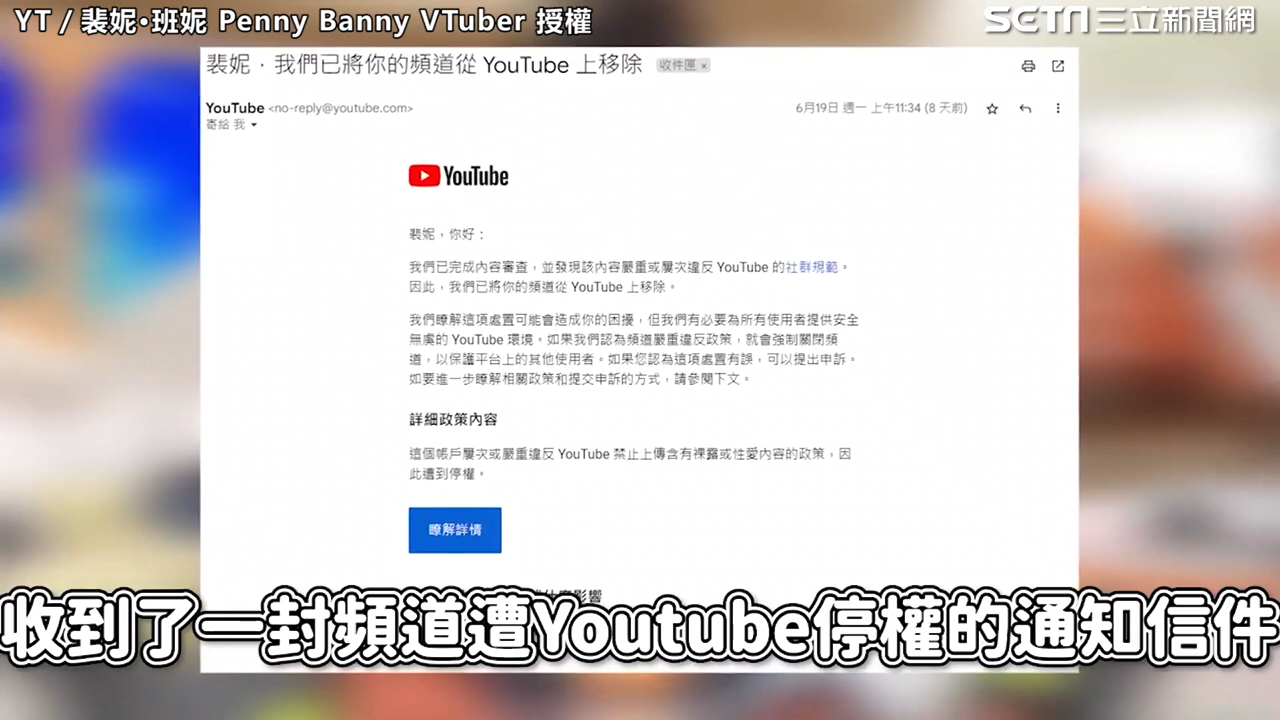 YT / 裴妮•班妮 Penny Banny VTuber 授權
SETN三立新聞網
裴妮，我們已將你的頻道從 YouTube 上移除 收件匣 ×
YouTube <no-reply@youtube.com>
6月19日 週一 上午11:34 (8 天前)
寄給 我
YouTube
裴妮，你好：
我們已完成內容審查，並發現該內容嚴重或屢次違反 YouTube 的社群規範。
因此，我們已將你的頻道從 YouTube 上移除。
我們瞭解這項處置可能會造成你的困擾，但我們有必要為所有使用者提供安全
無虞的 YouTube 環境。如果我們認為頻道嚴重違反政策，就會強制關閉頻
道，以保護平台上的其他使用者。如果您認為這項處置有誤，可以提出申訴。
如要進一步瞭解相關政策和提交申訴的方式，請參閱下文。
詳細政策內容
這個帳戶屢次或嚴重違反 YouTube 禁止上傳含有裸露或性愛內容的政策，因
此遭到停權。
瞭解詳情
影響
收到了一封頻道遭Youtube停權的通知信件